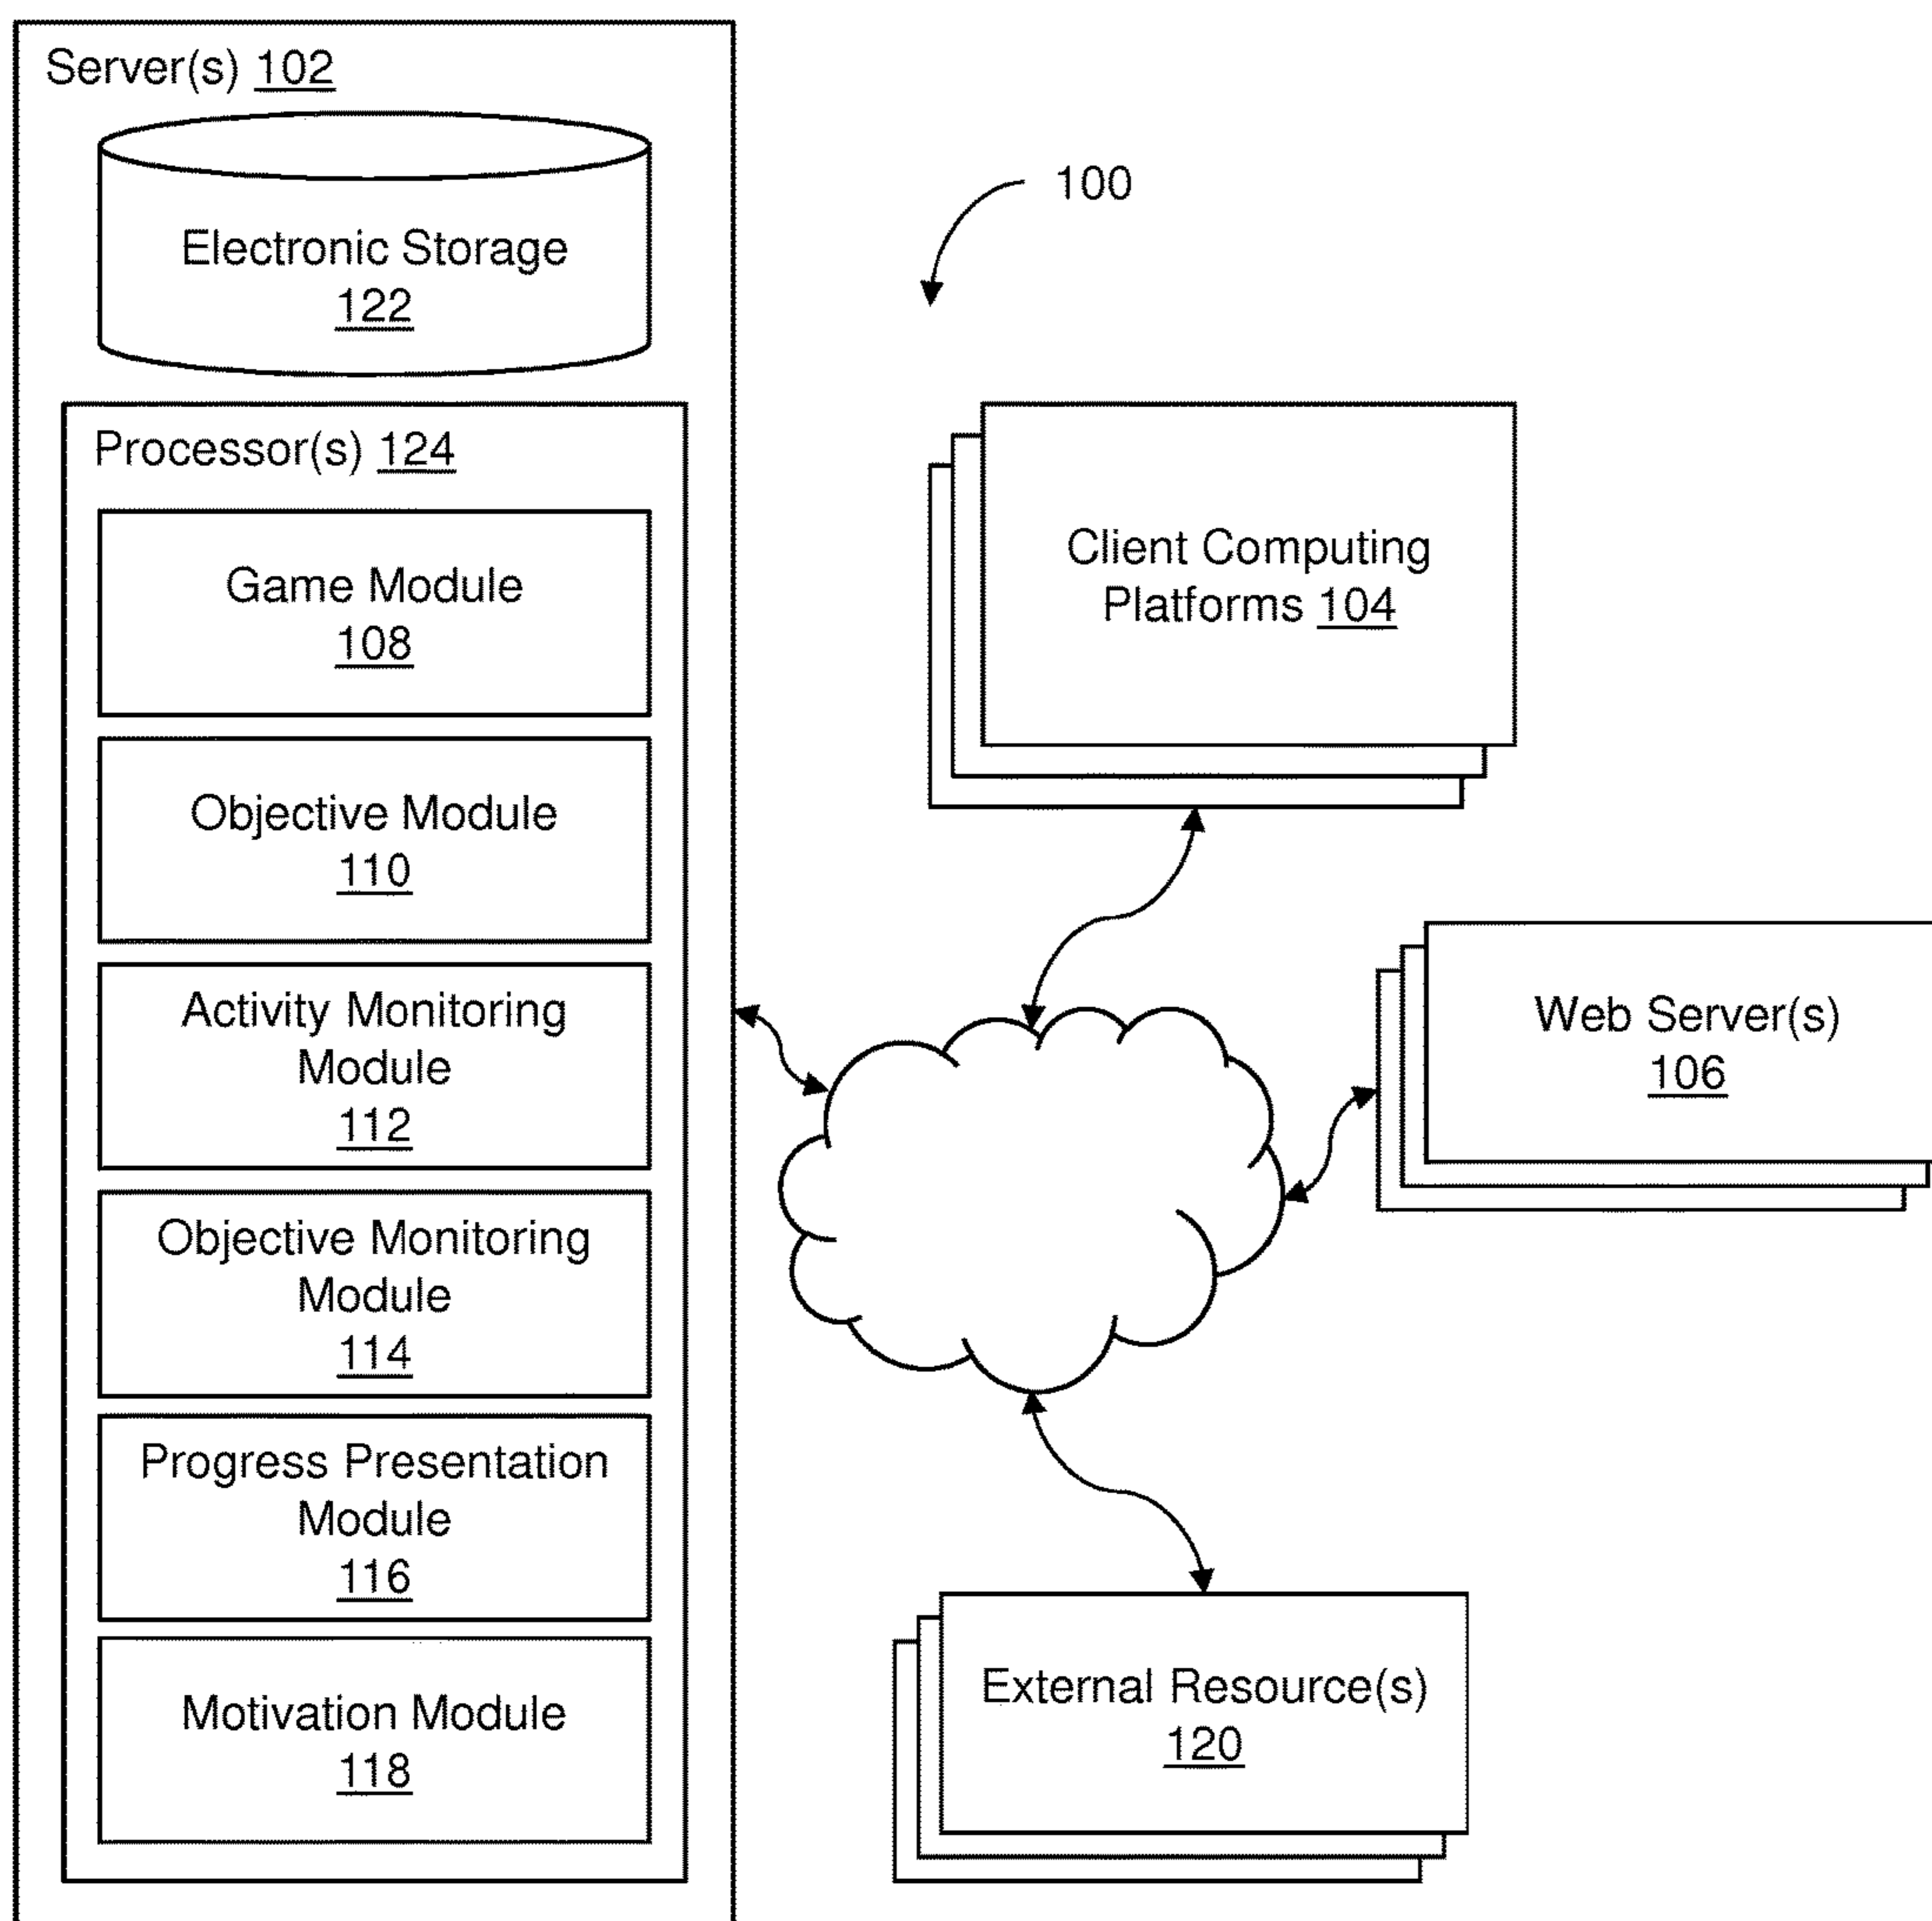 Server(s) 102
Electronic Storage
122
Processor(s) 124
Game Module
108
Objective Module
110
Activity Monitoring
Module
112
Objective Monitoring
Module
114
Progress Presentation
Module
116
Motivation Module
118
100
Client Computing
Platforms 104
Web Server(s)
106
External Resource(s)
120